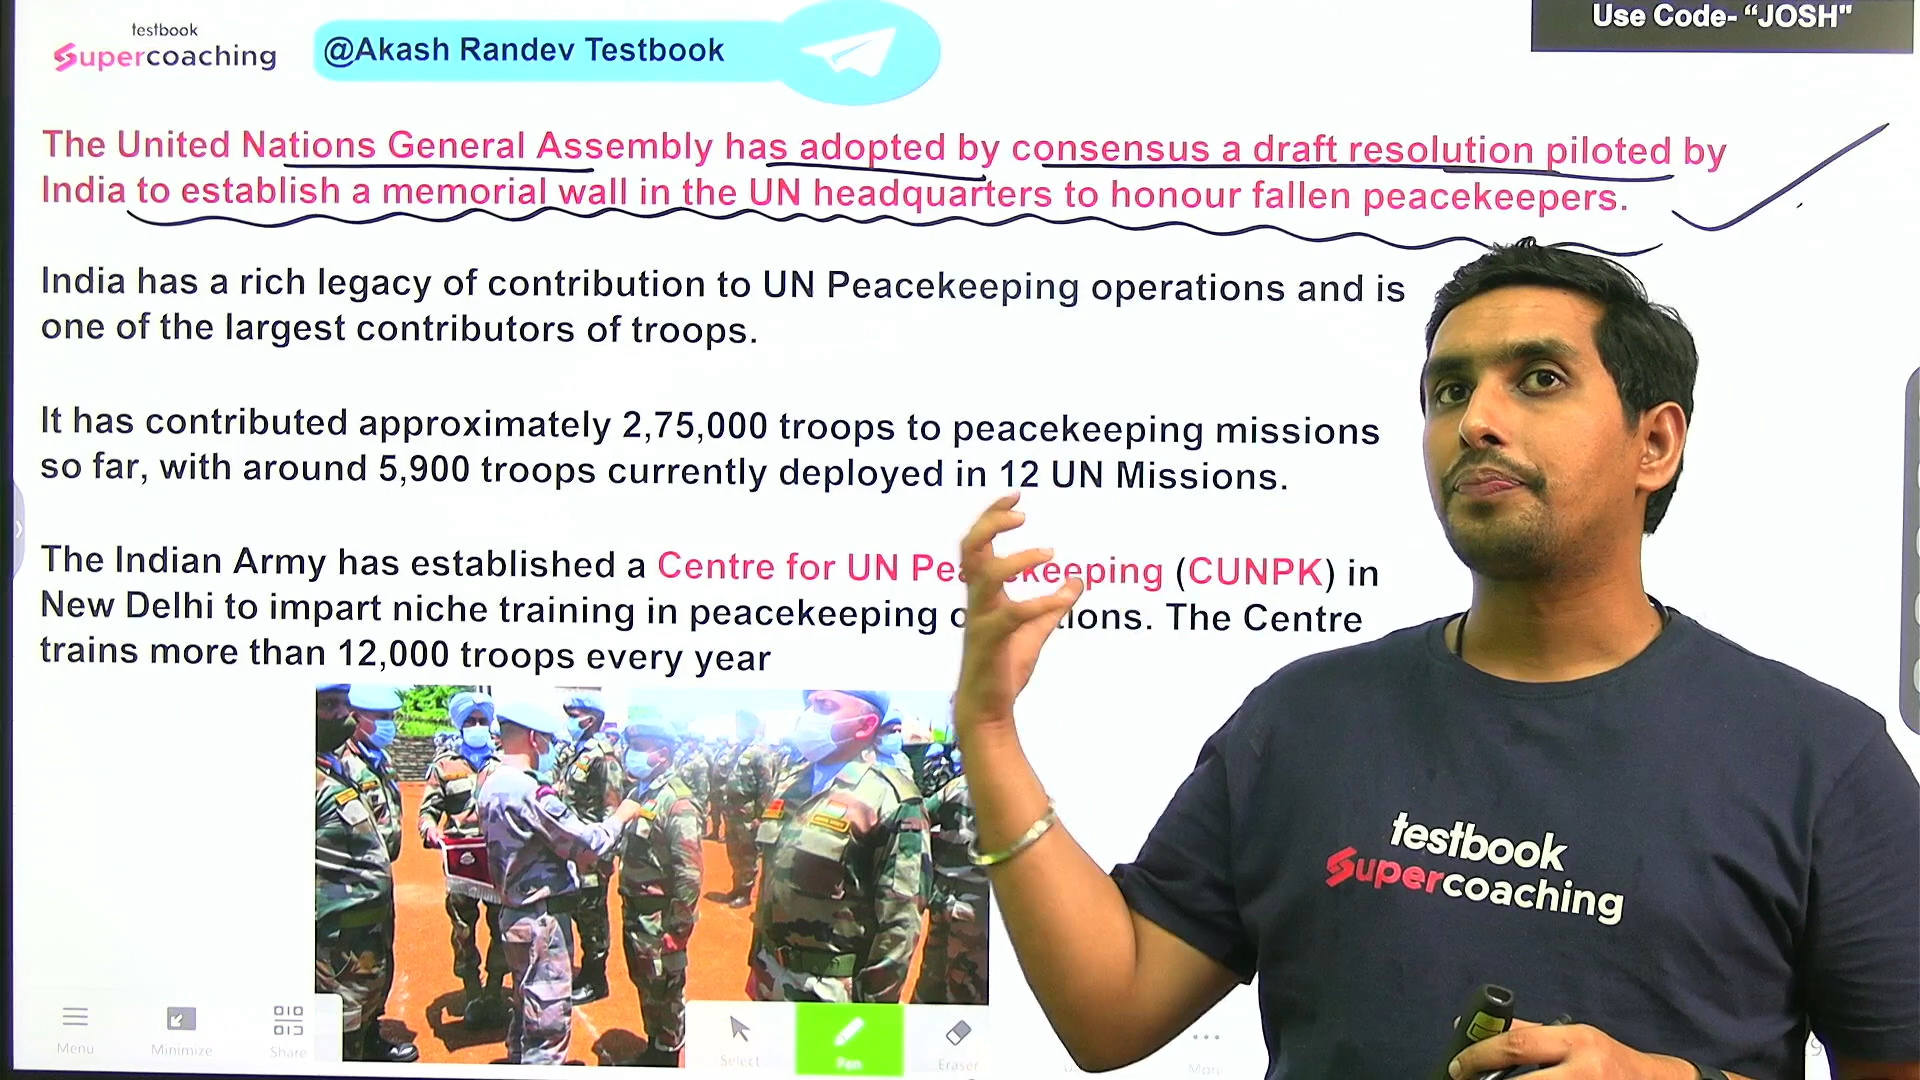 testbook
Supercoaching
@Akash Randev Testbook
Use Code- “JOSH"
The United Nations General Assembly has adopted by consensus a draft resolution piloted by
India to establish a memorial wall in the UN headquarters to honour fallen peacekeepers.
India has a rich legacy of contribution to UN Peacekeeping operations and is
one of the largest contributors of troops.
It has contributed approximately 2,75,000 troops to peacekeeping missions
so far, with around 5,900 troops currently deployed in 12 UN Missions.
The Indian Army has established a Centre for UN Peacekeeping (CUNPK) in
New Delhi to impart niche training in peacekeeping The Centre
trains more than 12,000 troops every year
testbook
Supercoaching
Menu
Minimize
Share
Select
Pen
Eraser
More